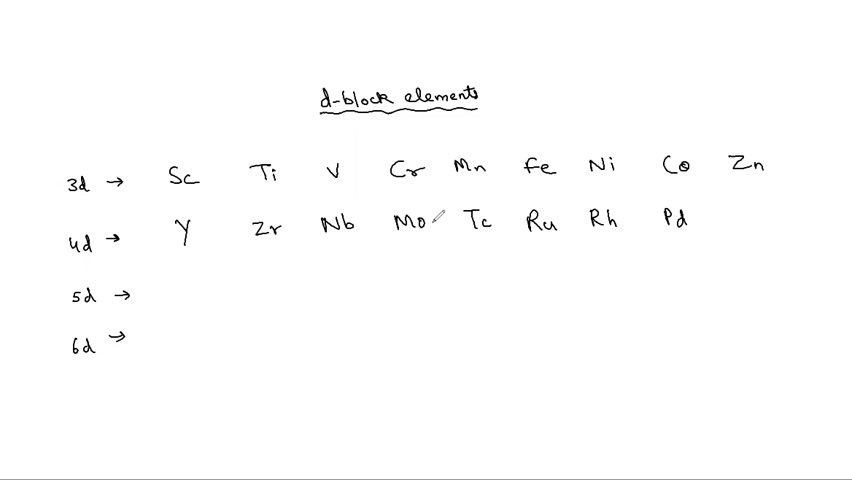 d-block elements
3d → Sc Ti V Cr Mn Fe Ni Co Zn
4d → Y Zr Nb Mo Tc Ru Rh Pd
5d →
6d →